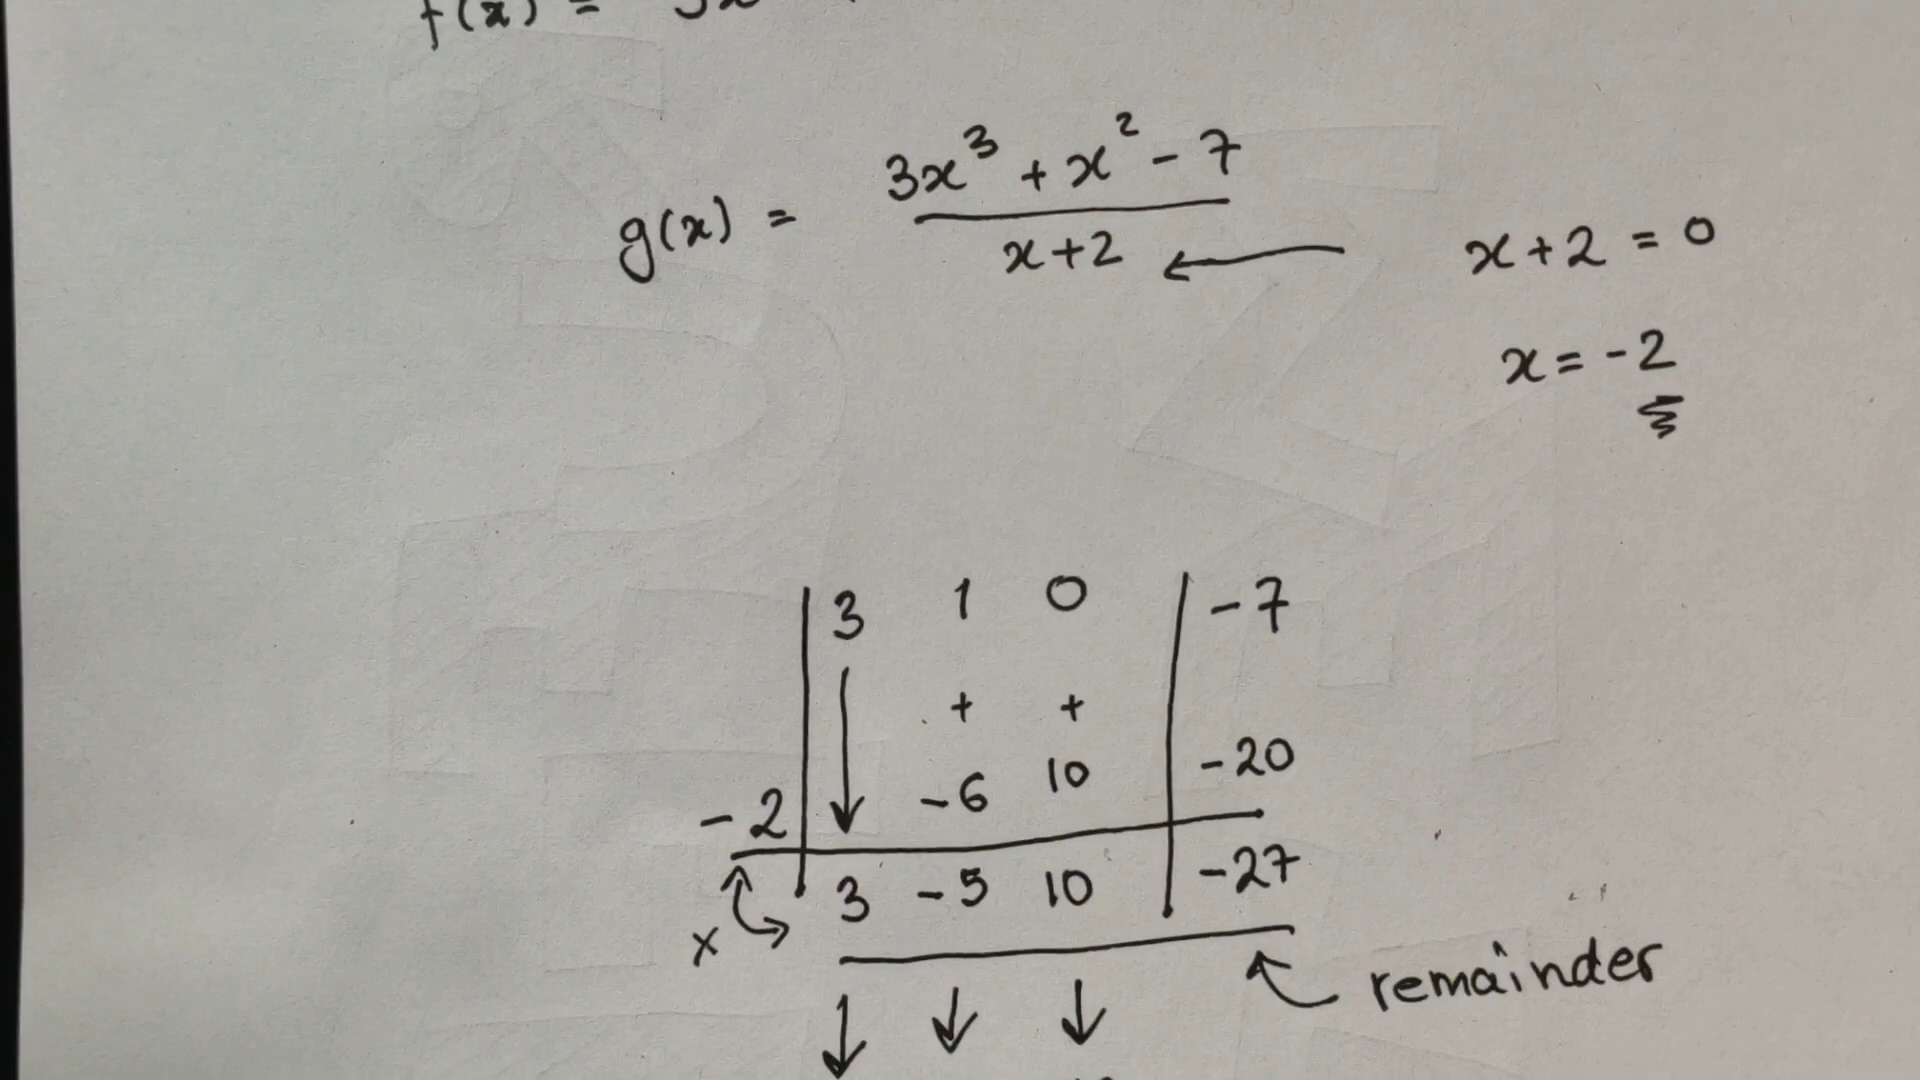 f(x) =
g(x) = 3x³ + x² - 7
x+2
x+2 = 0
x = -2
3 1 0 -7
+ +
-2 -6 10 -20
3 -5 10 -27
x
remainder